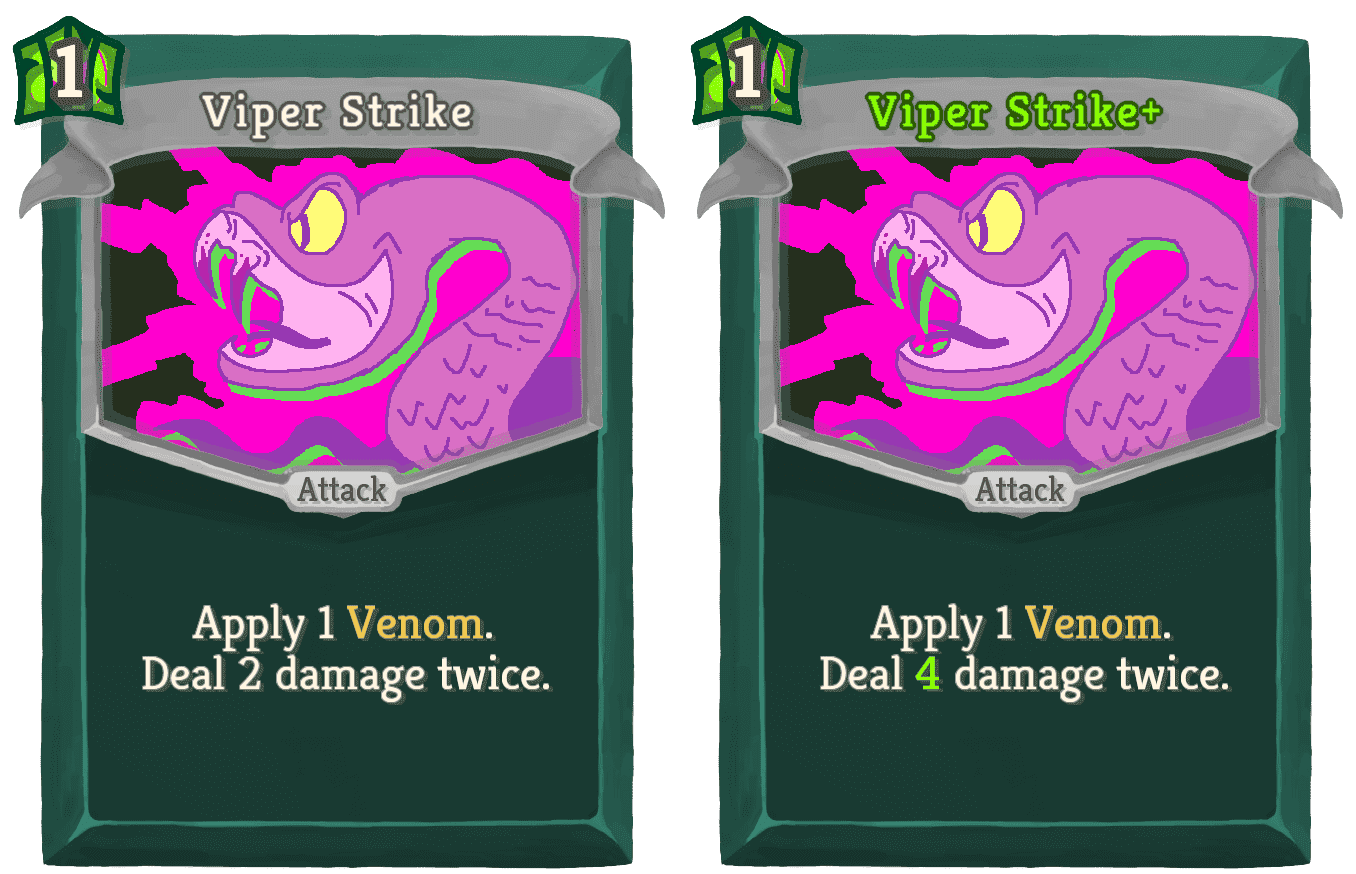 1
Viper Strike
Attack
Apply 1 Venom.
Deal 2 damage twice.
1
Viper Strike+
Attack
Apply 1 Venom.
Deal 4 damage twice.